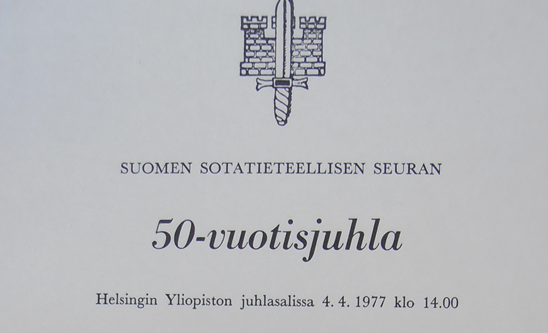 SUOMEN SOTATIETEELLISEN SEURAN
50-vuotisjuhla
Helsingin Yliopiston juhlasalissa 4. 4. 1977 klo 14.00